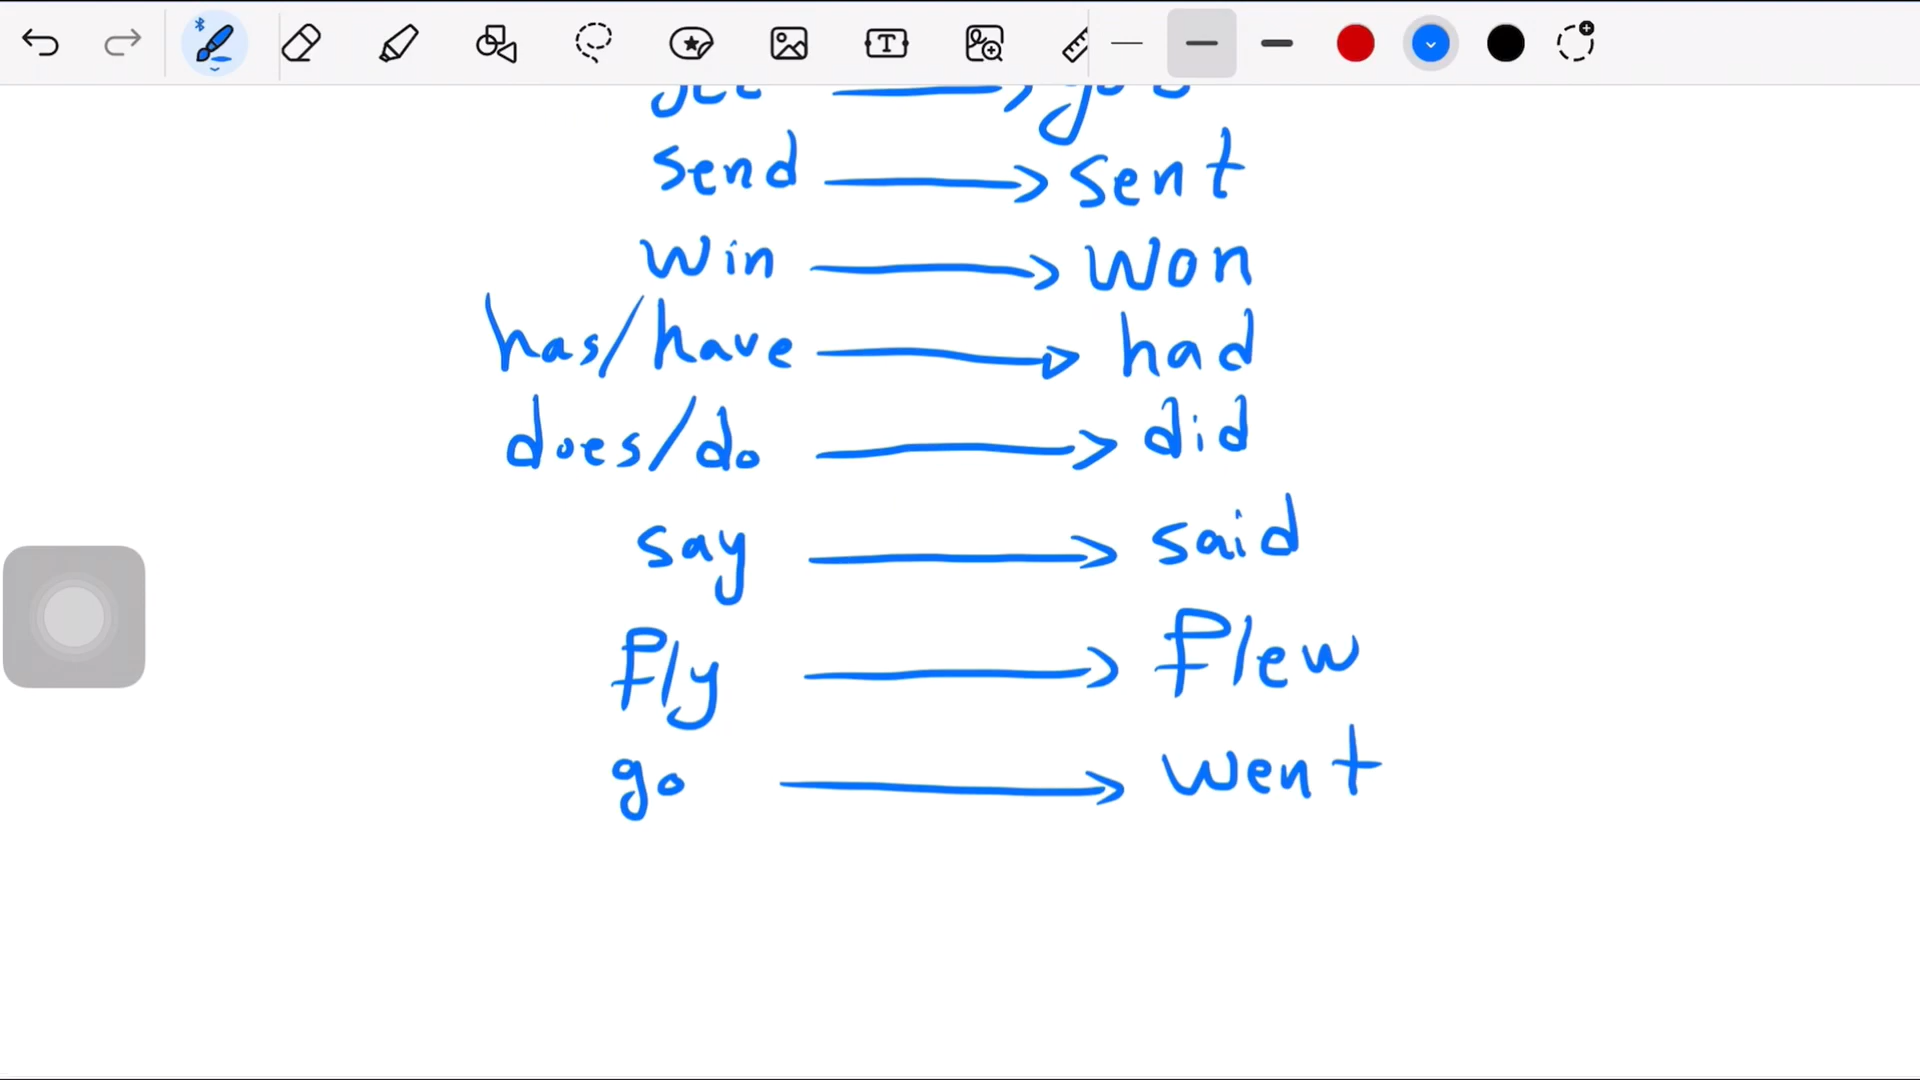 send → sent
win → won
has/have → had
does/do → did
say → said
fly → flew
go → went